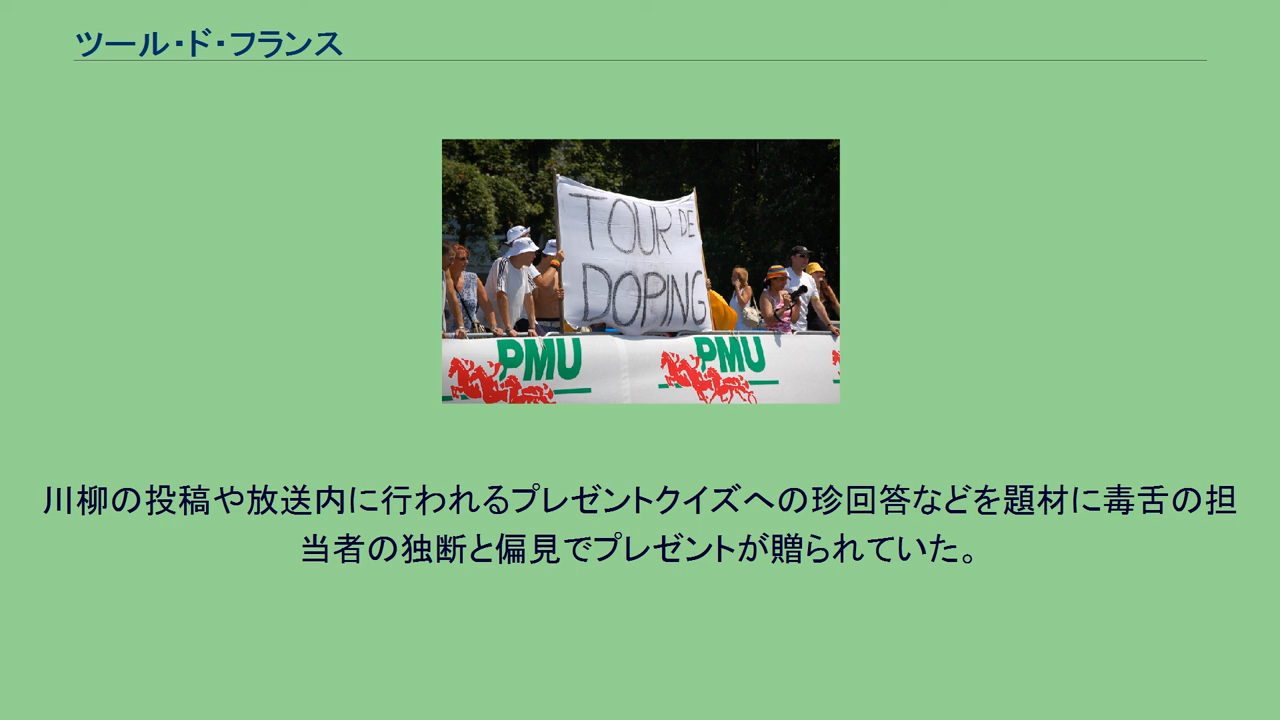 ツール・ド・フランス
TOUR DE
DOPING
PMU
PMU
川柳の投稿や放送内に行われるプレゼントクイズへの珍回答などを題材に毒舌の担
当者の独断と偏見でプレゼントが贈られていた。